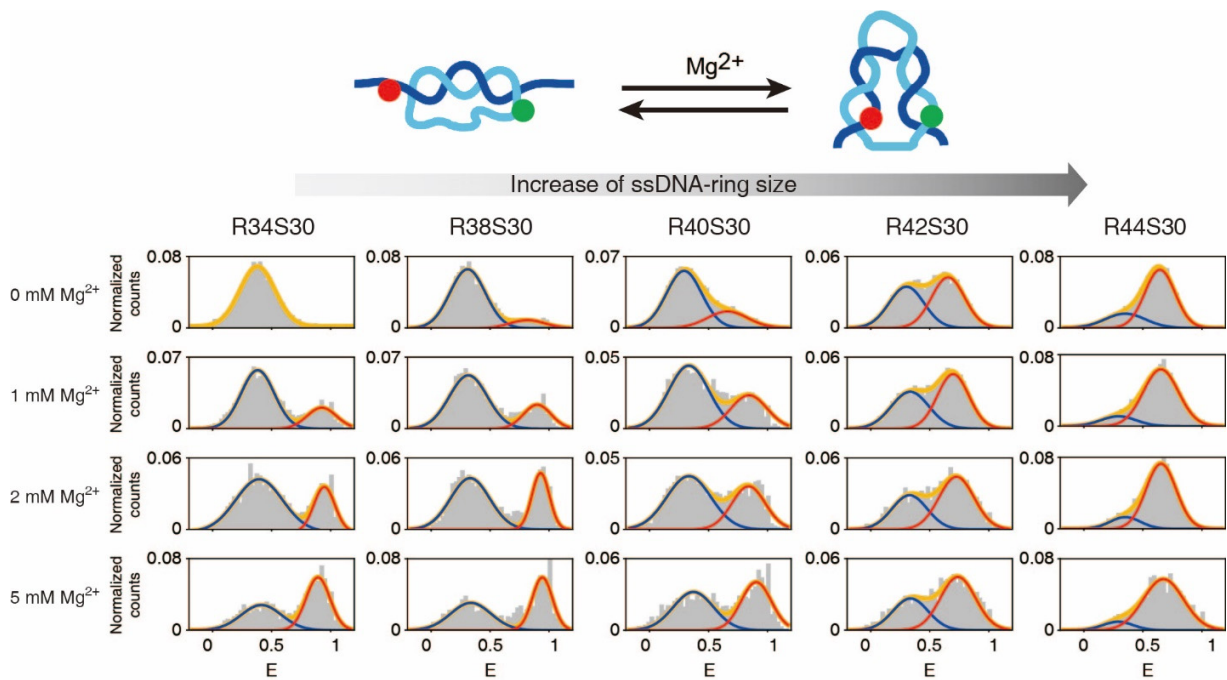 Mg2+
Increase of ssDNA-ring size
R34S30 R38S30 R40S30 R42S30 R44S30
0 mM Mg2+
Normalized counts
0.08 0
0.08 0
0.07 0
0.06 0
0.08 0
1 mM Mg2+
Normalized counts
0.07 0
0.07 0
0.05 0
0.06 0
0.08 0
2 mM Mg2+
Normalized counts
0.06 0
0.06 0
0.05 0
0.06 0
0.08 0
5 mM Mg2+
Normalized counts
0.08 0
0.08 0
0.06 0
0.06 0
0.08 0
0 0.5 1 0 0.5 1 0 0.5 1 0 0.5 1 0 0.5 1
E E E E E